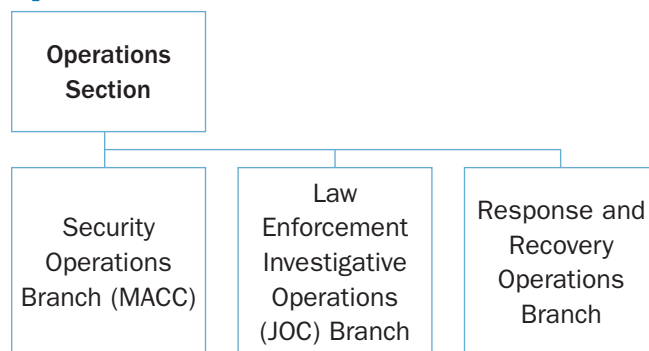 Operations
Section
Security
Operations
Branch (MACC)
Law
Enforcement
Investigative
Operations
(JOC) Branch
Response and
Recovery
Operations
Branch